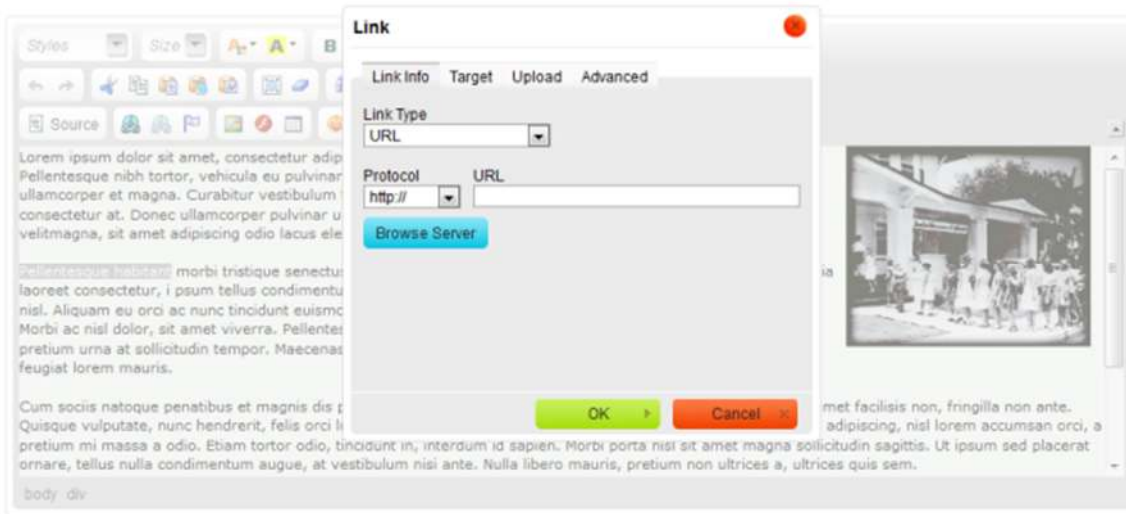 Link
Styles Size B
Link Info Target Upload Advanced
Source
Link Type
URL
Protocol URL
http://
Browse Server
Lorem ipsum dolor sit amet, consectetur adip
Pellentesque nibh tortor, vehicula eu pulvinar
ullamcorper et magna. Curabitur vestibulum
consectetur at. Donec ullamcorper pulvinar u
velitmagna, sit amet adipiscing odio lacus ele
Pellentesque habitant morbi tristique senectus ia
laoreet consectetur, i psum tellus condimentu
nisl. Aliquam eu orci ac nunc tincidunt euismo
Morbi ac nisl dolor, sit amet viverra. Pellentes
pretium urna at sollicitudin tempor. Maecenas
feugiat lorem mauris.
OK Cancel
Cum sociis natoque penatibus et magnis dis p met facilisis non, fringilla non ante.
Quisque vulputate, nunc hendrerit, felis orci adipiscing, nisl lorem accumsan orci, a
pretium mi massa a odio. Etiam tortor odio, tincidunt in, interdum id sapien. Morbi porta nisl sit amet magna sollicitudin sagittis. Ut ipsum sed placerat
ornare, tellus nulla condimentum augue, at vestibulum nisi ante. Nulla libero mauris, pretium non ultrices a, ultrices quis sem.
body div